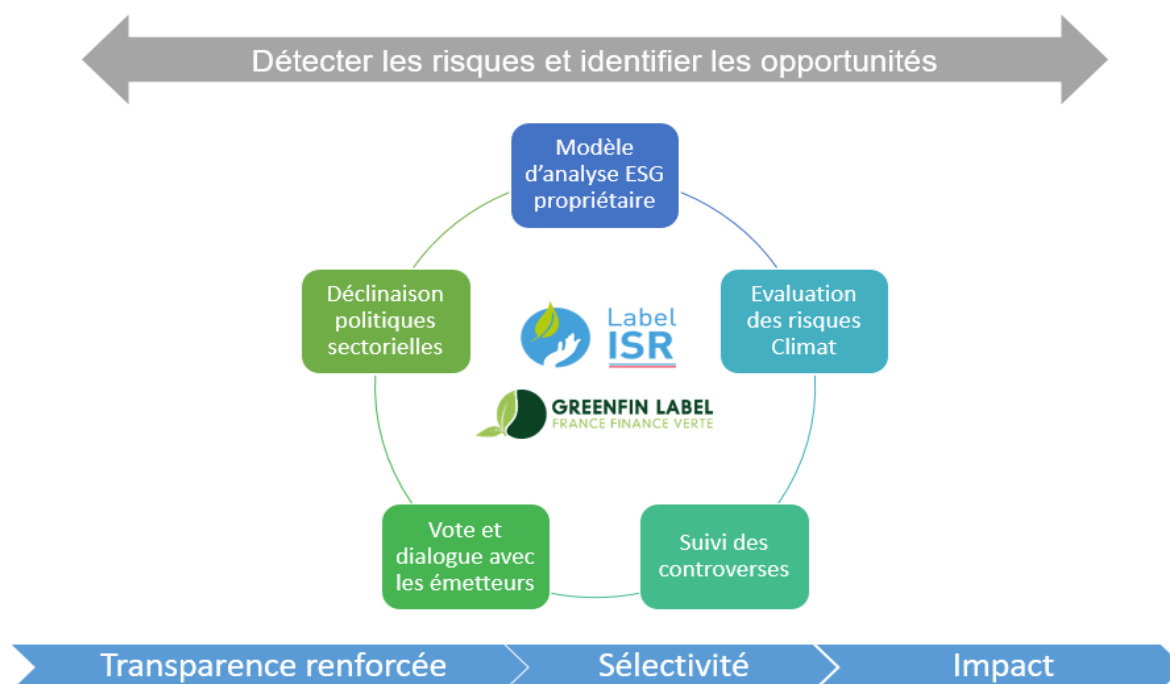 Détecter les risques et identifier les opportunités
Modèle
d'analyse ESG
propriétaire
Déclinaison
politiques
sectorielles
Evaluation
des risques
Climat
Label
ISR
GREENFIN LABEL
FRANCE FINANCE VERTE
Vote et
dialogue avec
les émetteurs
Suivi des
controverses
Transparence renforcée
Sélectivité
Impact